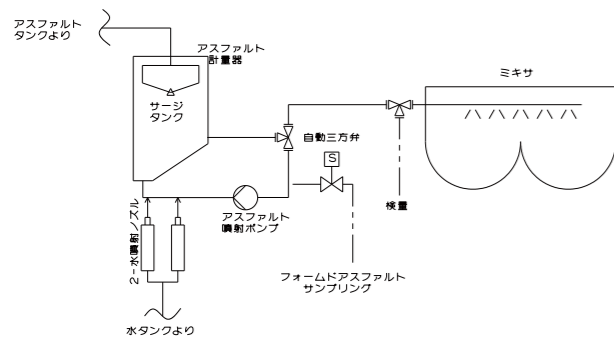 アスファルト
タンクより
アスファルト
計量器
サージ
タンク
ミキサ
自動三方弁
S
検量
アスファルト
噴射ポンプ
2-水噴射ノズル
フォームドアスファルト
サンプリング
水タンクより